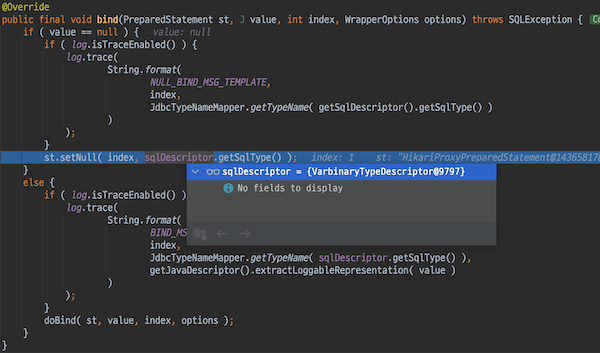 @Override
public final void bind(PreparedStatement st, J value, int index, WrapperOptions options) throws SQLException {
if ( value == null ) { value: null
if ( log.isTraceEnabled() ) {
log.trace(
String.format(
NULL_BIND_MSG_TEMPLATE,
index,
JdbcTypeNameMapper.getTypeName( getSqlDescriptor().getSqlType() )
)
);
}
st.setNull( index, sqlDescriptor.getSqlType() ); index: 1 st: "HikariProxyPreparedStatement@14365817
}
else {
if ( log.isTraceEnabled() )
log.trace(
String.format(
BIND_MS
index,
JdbcTypeNameMapper.getTypeName( sqlDescriptor.getSqlType() ),
getJavaDescriptor().extractLoggableRepresentation( value )
)
);
}
doBind( st, value, index, options );
}
}
sqlDescriptor = {VarbinaryTypeDescriptor@9797}
No fields to display